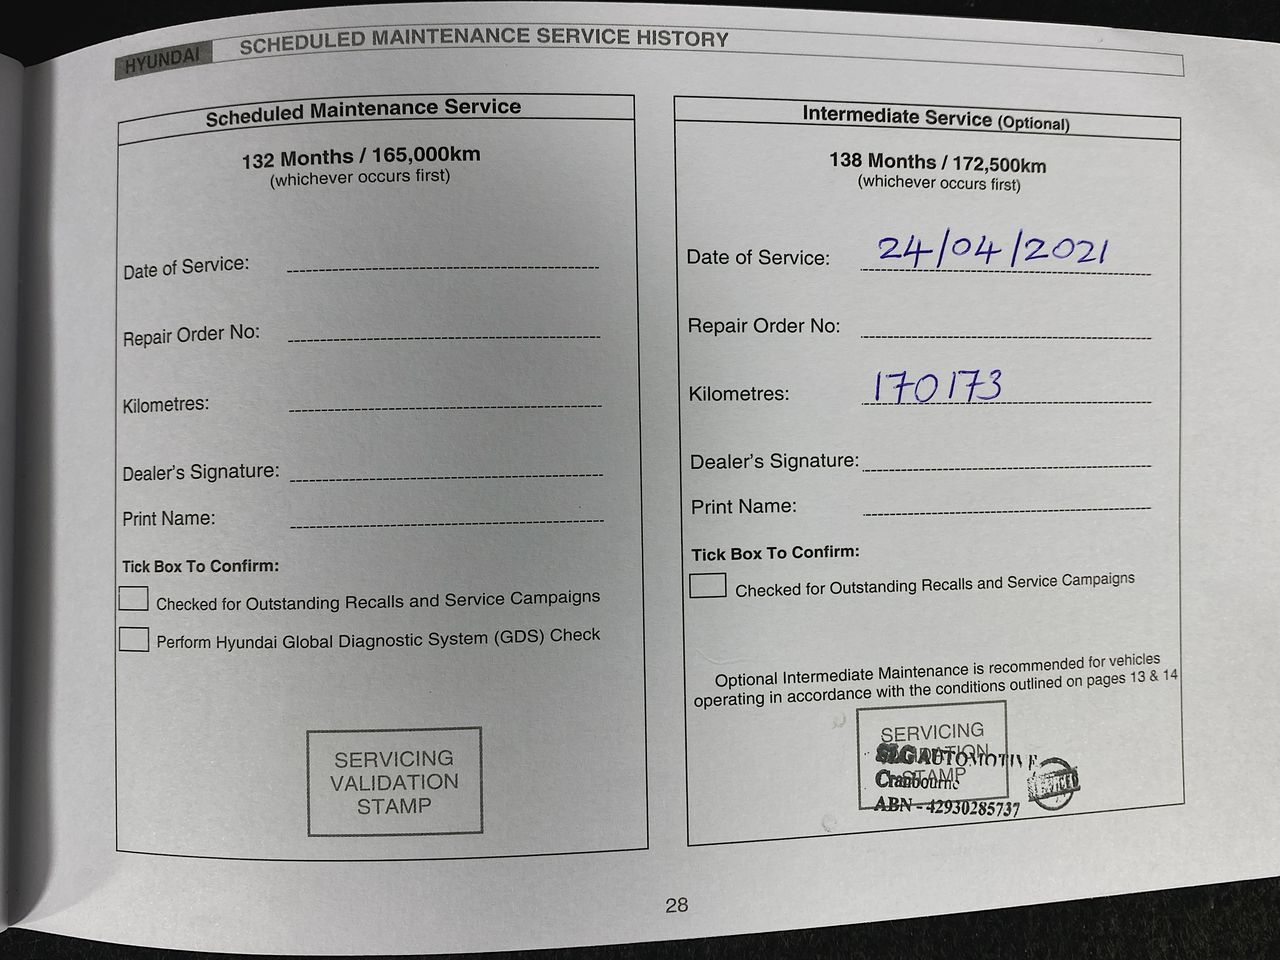 HYUNDAI
SCHEDULED MAINTENANCE SERVICE HISTORY
Scheduled Maintenance Service
132 Months / 165,000km
(whichever occurs first)
Date of Service:
Repair Order No:
Kilometres:
Dealer's Signature:
Print Name:
Tick Box To Confirm:
Checked for Outstanding Recalls and Service Campaigns
Perform Hyundai Global Diagnostic System (GDS) Check
SERVICING
VALIDATION
STAMP
Intermediate Service (Optional)
138 Months / 172,500km
(whichever occurs first)
Date of Service: 24/04/2021
Repair Order No:
Kilometres: 170173
Dealer's Signature:
Print Name:
Tick Box To Confirm:
Checked for Outstanding Recalls and Service Campaigns
Optional Intermediate Maintenance is recommended for vehicles
operating in accordance with the conditions outlined on pages 13 & 14
SERVICING
VALIDATION
STAMP
AUTOMOTIVE
Cranbourne
ABN - 42930285737
28